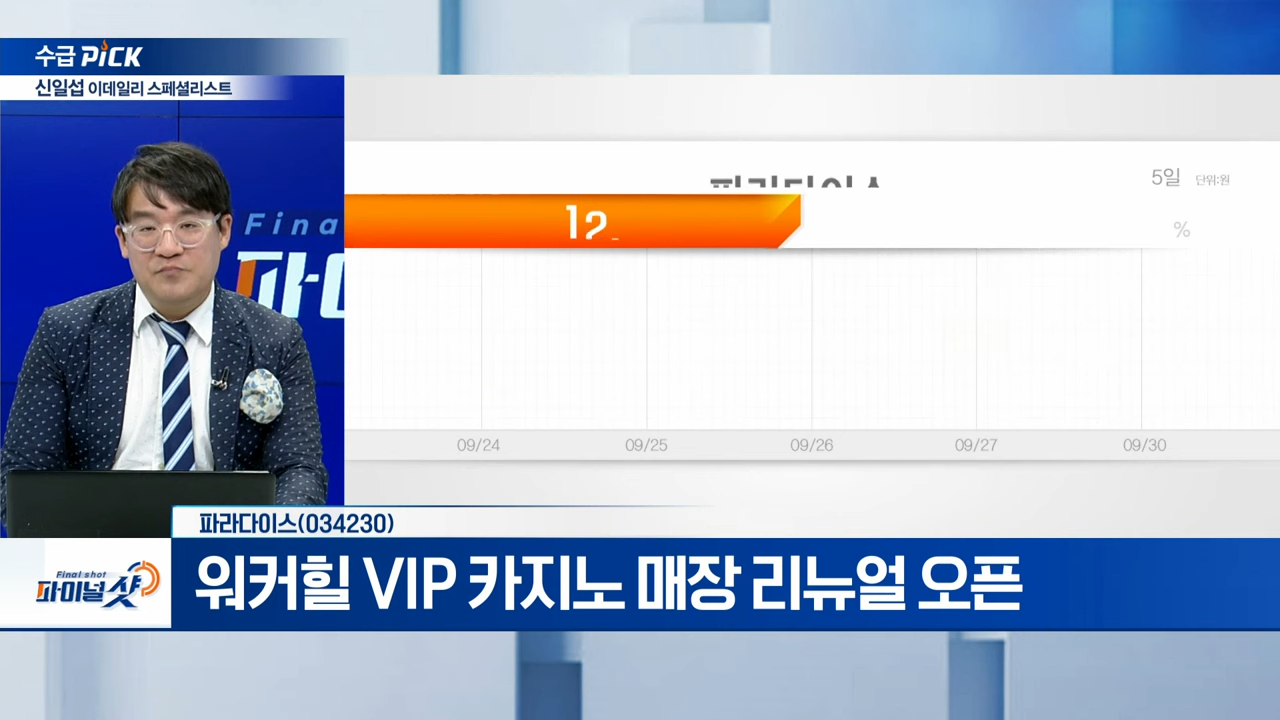 수급 PiCK
신일섭 이데일리 스페셜리스트
Fina
5일 단위:원
%
09/24 09/25 09/26 09/27 09/30
파라다이스(034230)
Final shot
파이널샷
워커힐 VIP 카지노 매장 리뉴얼 오픈